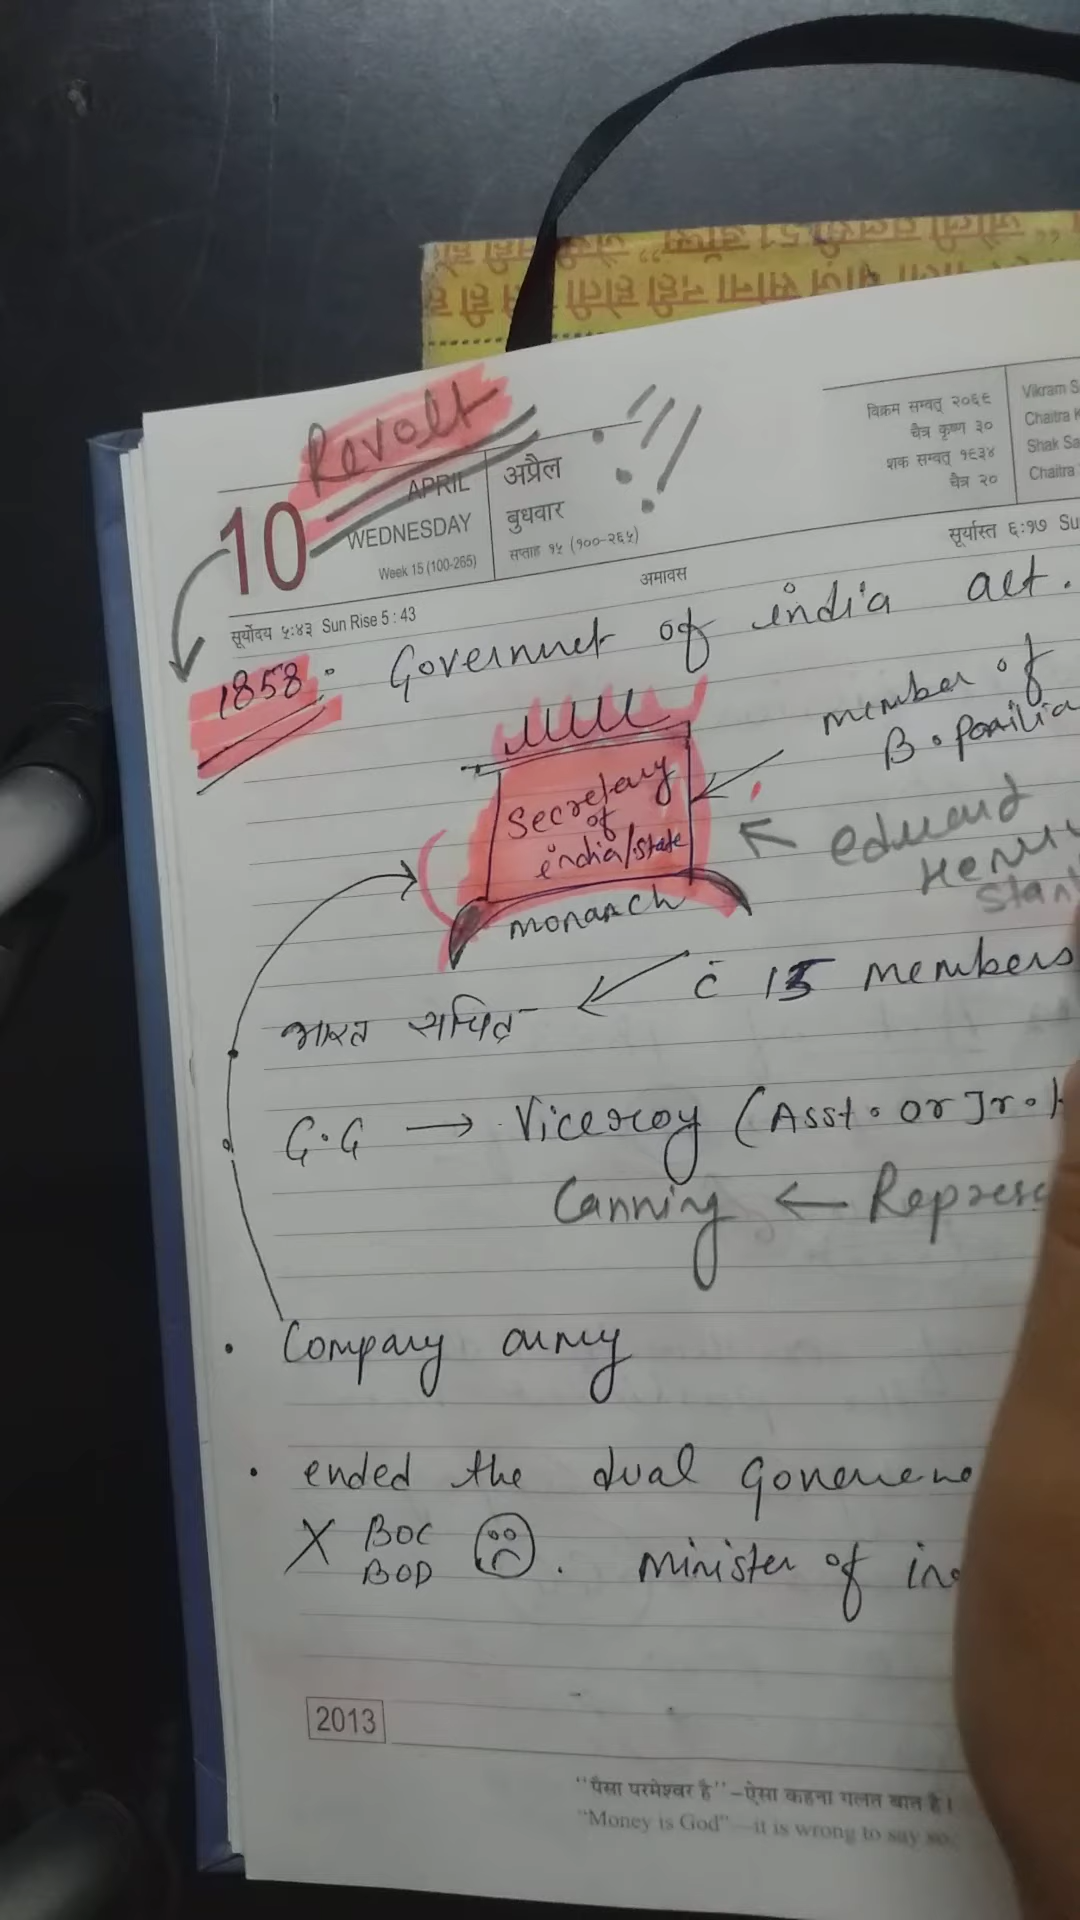 Revolt !!!
10
APRIL
WEDNESDAY
Week 15 (100-265)
अप्रैल
बुधवार
सप्ताह १५ (१००-२६५)
विक्रम सम्वत् २०६९
चैत्र कृष्ण ३०
शक सम्वत् १९३४
चैत्र २०
Vikram S
Chaitra K
Shak Sa
Chaitra
सूर्योदय ५:४३ Sun Rise 5 : 43
अमावस
सूर्यास्त ६:१७ Su
1858: Governnet of india act.
member of
B. Parilia
Secretary
of
india/state
monarch
eduard
Henry
Stan
c̄ 15 members
भारत सचिव
G.G → Viceroy (Asst. or Jr.)
Canning ← Represe
• Company army
• ended the dual Governene
X BOC
BOD
. minister of in
2013
“पैसा परमेश्वर है”–ऐसा कहना गलत बात है।
“Money is God”—it is wrong to say so.